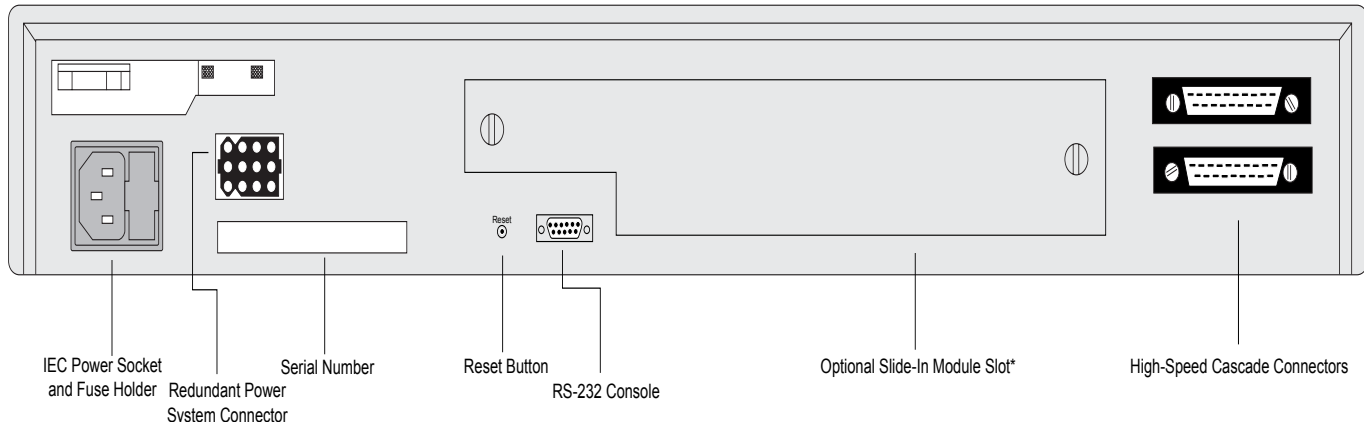 Reset
IEC Power Socket
and Fuse Holder
Redundant Power
System Connector
Serial Number
Reset Button
RS-232 Console
Optional Slide-In Module Slot*
High-Speed Cascade Connectors